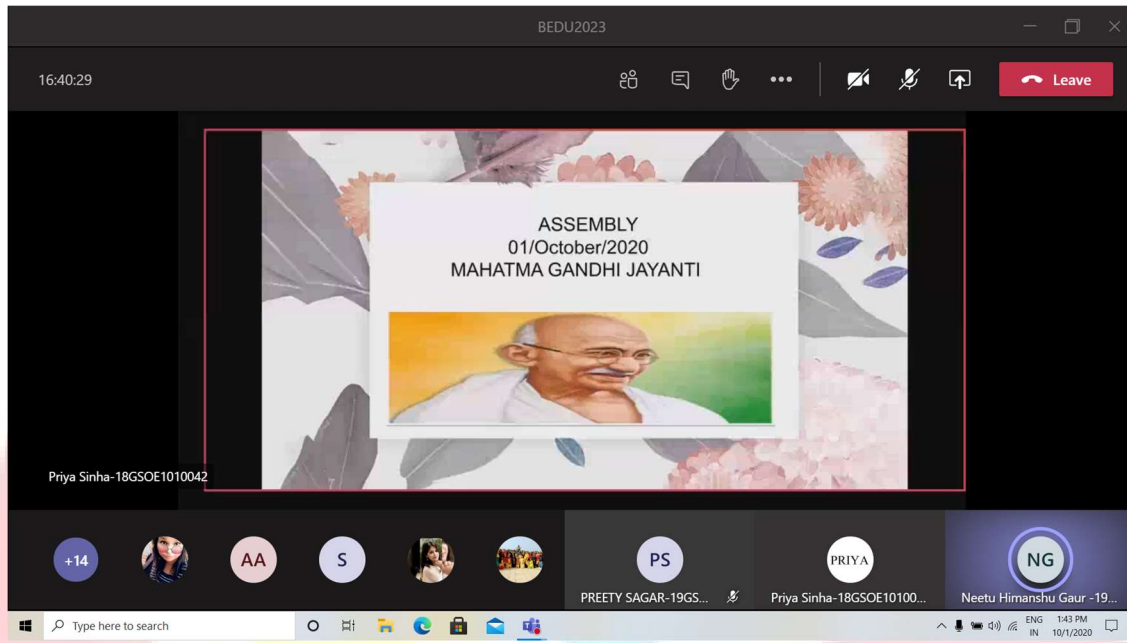 BEDU2023
16:40:29
Leave
ASSEMBLY
01/October/2020
MAHATMA GANDHI JAYANTI
Priya Sinha-18GSOE1010042
+14
AA
S
PS
PRIYA
NG
PREETY SAGAR-19GS...
Priya Sinha-18GSOE10100...
Neetu Himanshu Gaur -19...
Type here to search
ENG
IN
1:43 PM
10/1/2020